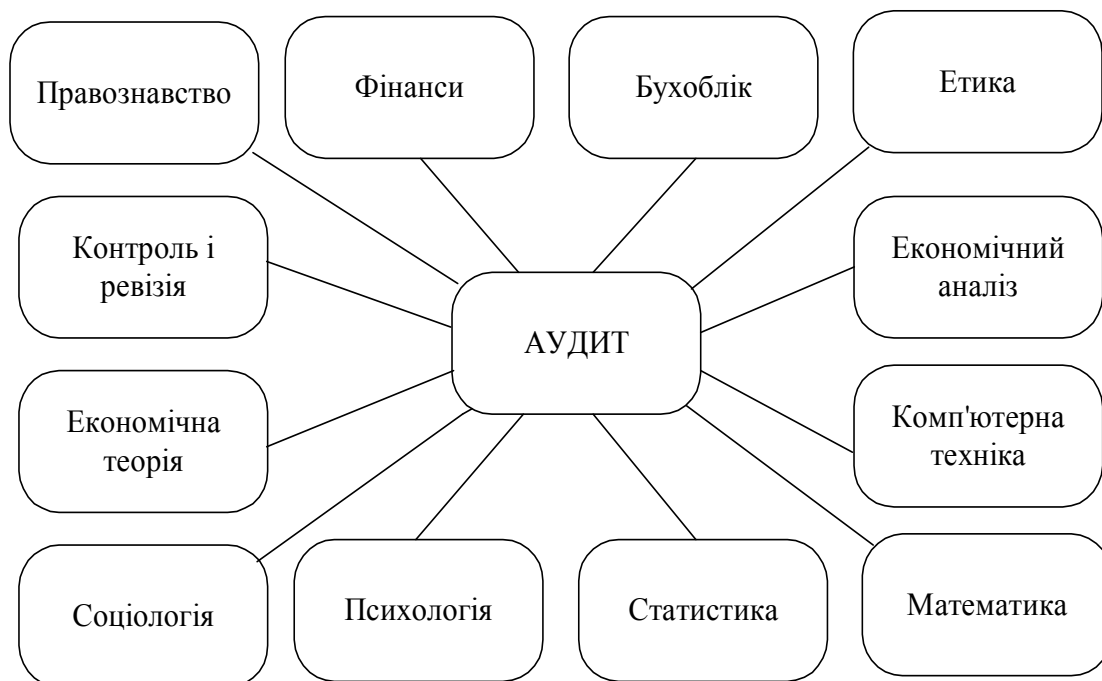 Правознавство
Фінанси
Бухоблік
Етика
Контроль і
ревізія
Економічний
аналіз
АУДИТ
Економічна
теорія
Комп'ютерна
техніка
Соціологія
Психологія
Статистика
Математика